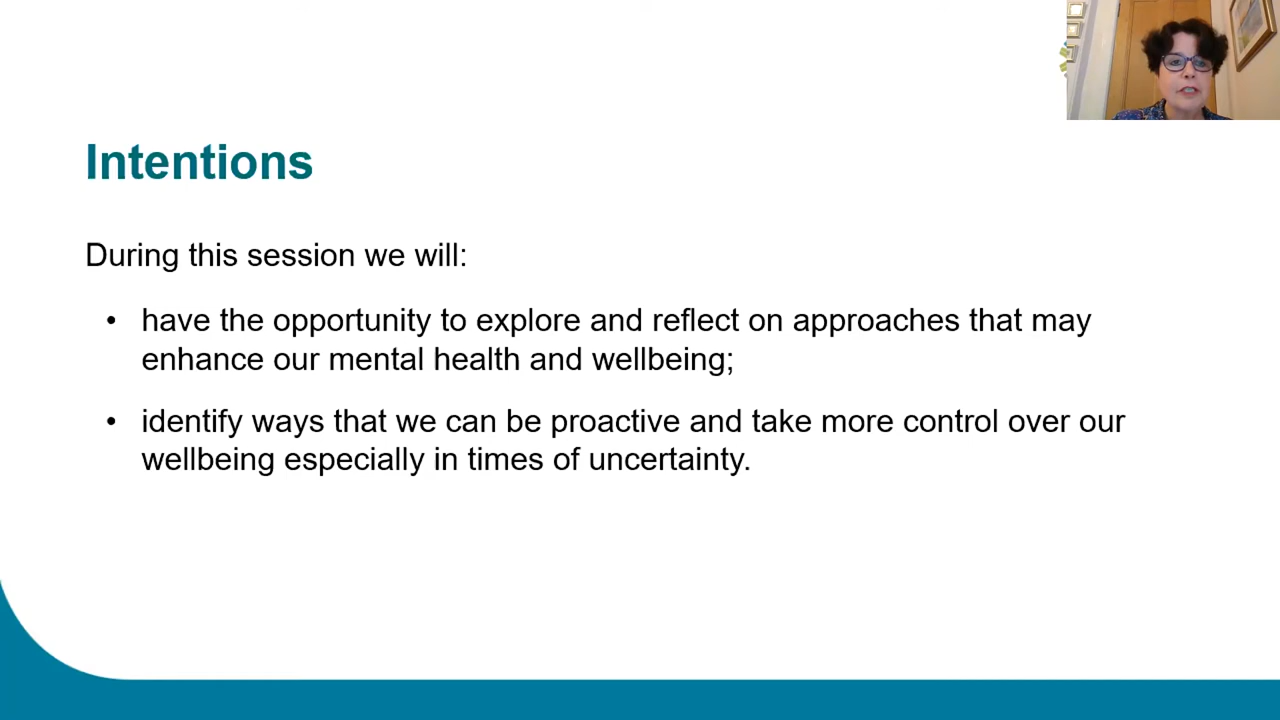 Intentions
During this session we will:
• have the opportunity to explore and reflect on approaches that may
enhance our mental health and wellbeing;
• identify ways that we can be proactive and take more control over our
wellbeing especially in times of uncertainty.